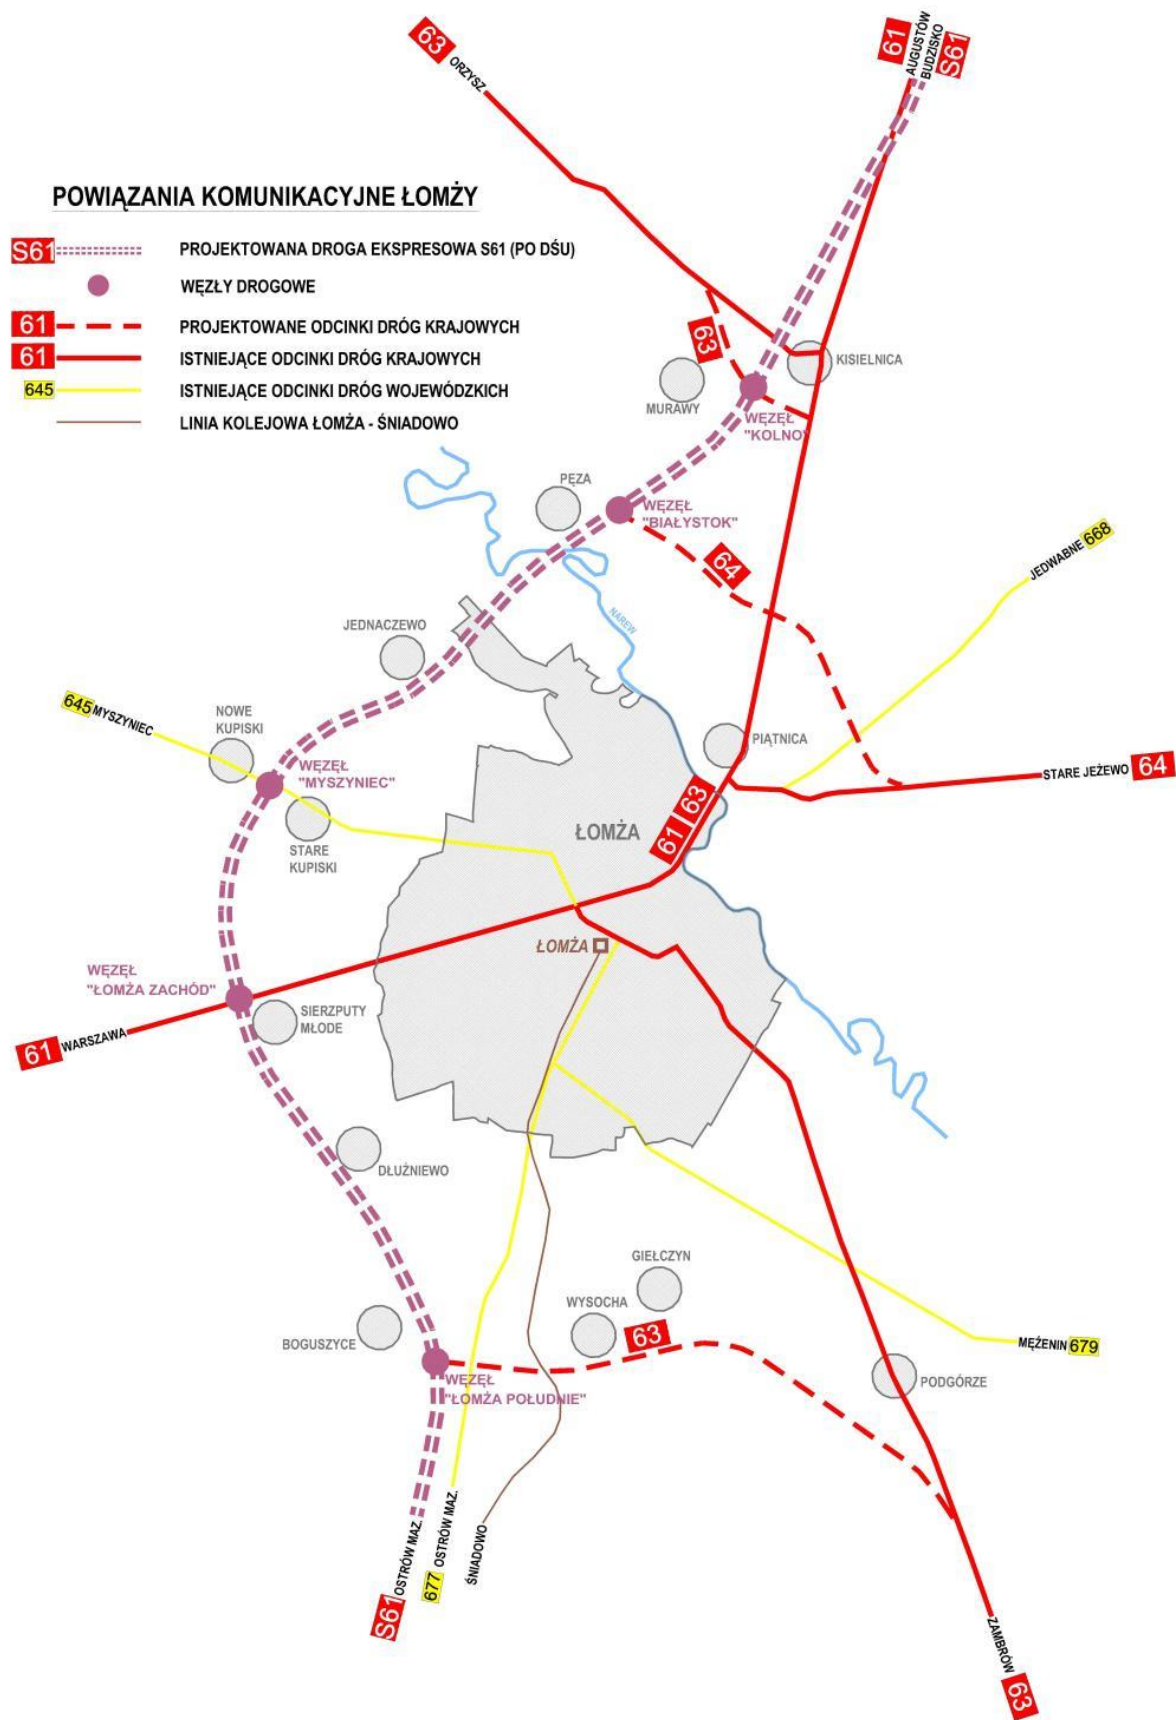 63
ORZYSZ
61
AUGUSTÓW
BUDZISKO
S61
POWIĄZANIA KOMUNIKACYJNE ŁOMŻY
S61 PROJEKTOWANA DROGA EKSPRESOWA S61 (PO DŚU)
WĘZŁY DROGOWE
61 PROJEKTOWANE ODCINKI DRÓG KRAJOWYCH
61 ISTNIEJĄCE ODCINKI DRÓG KRAJOWYCH
645 ISTNIEJĄCE ODCINKI DRÓG WOJEWÓDZKICH
LINIA KOLEJOWA ŁOMŻA - ŚNIADOWO
63
KISIELNICA
MURAWY
WĘZEŁ
"KOLNO"
PĘZA
WĘZEŁ
"BIAŁYSTOK"
64
JEDWABNE 668
NAREW
JEDNACZEWO
645 MYSZYNIEC
NOWE
KUPISKI
WĘZEŁ
"MYSZYNIEC"
PIĄTNICA
STARE JEŻEWO 64
61 63
ŁOMŻA
STARE
KUPISKI
ŁOMŻA
WĘZEŁ
"ŁOMŻA ZACHÓD"
SIERZPUTY
MŁODE
61 WARSZAWA
DŁUŻNIEWO
GIEŁCZYN
WYSOCHA
63
BOGUSZYCE
MĘŻENIN 679
PODGÓRZE
WĘZEŁ
"ŁOMŻA POŁUDNIE"
S61 OSTRÓW MAZ.
677 OSTRÓW MAZ.
ŚNIADOWO
ZAMBRÓW
63